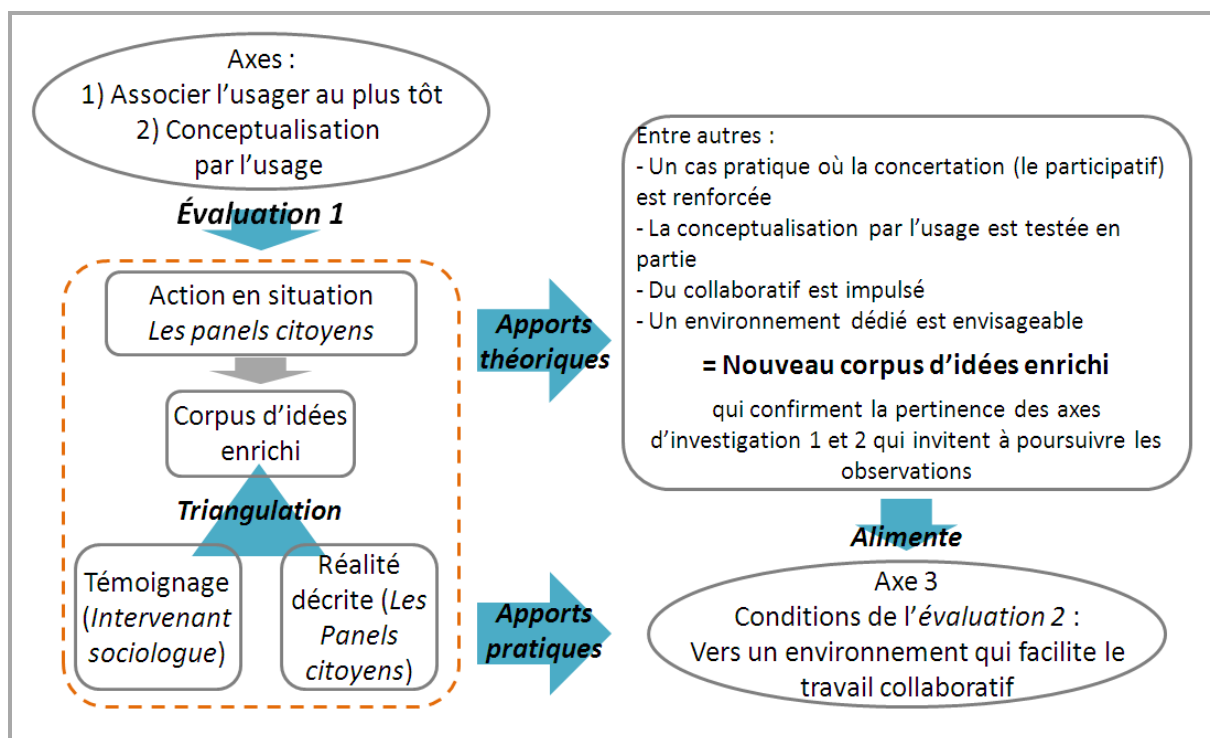 Axes :
1) Associer l’usager au plus tôt
2) Conceptualisation
par l’usage
Évaluation 1
Action en situation
Les panels citoyens
Corpus d’idées
enrichi
Triangulation
Témoignage
(Intervenant
sociologue)
Réalité
décrite (Les
Panels
citoyens)
Apports
théoriques
Apports
pratiques
Entre autres :
- Un cas pratique où la concertation (le participatif)
est renforcée
- La conceptualisation par l’usage est testée en
partie
- Du collaboratif est impulsé
- Un environnement dédié est envisageable
= Nouveau corpus d’idées enrichi
qui confirment la pertinence des axes
d’investigation 1 et 2 qui invitent à poursuivre les
observations
Alimente
Axe 3
Conditions de l’évaluation 2 :
Vers un environnement qui facilite le
travail collaboratif